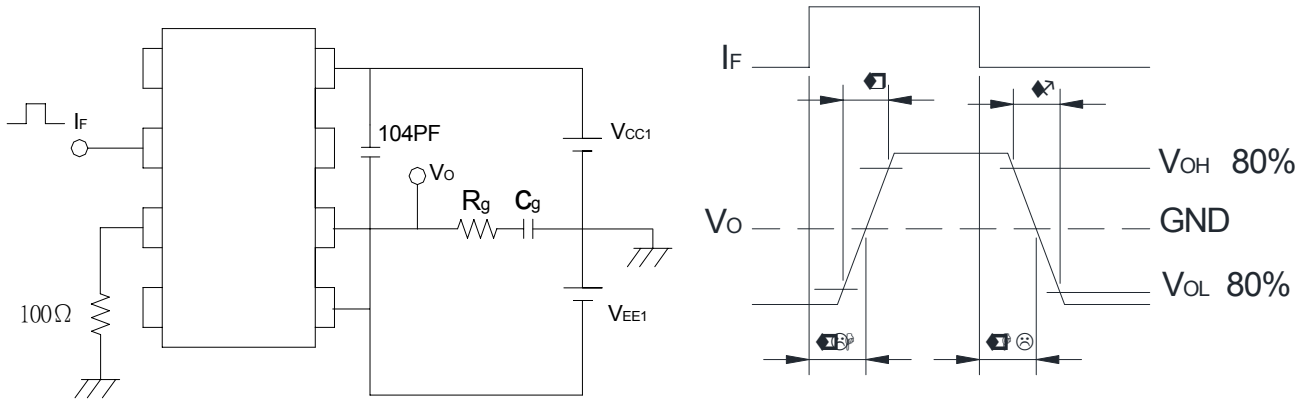 IF
104PF
VCC1
VO
Rg
Cg
100Ω
VEE1
IF
VOH 80%
VO
GND
VOL 80%